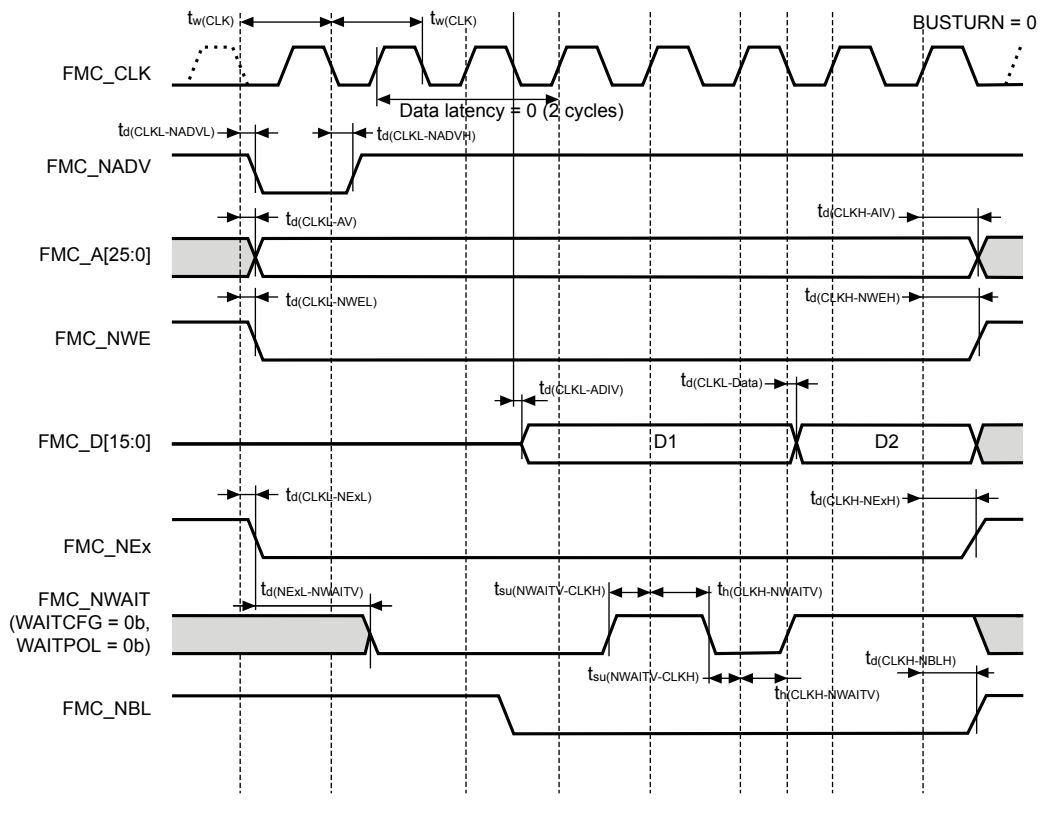 tw(CLK) tw(CLK) BUSTURN = 0
FMC_CLK
Data latency = 0 (2 cycles)
td(CLKL-NADVL) td(CLKL-NADVH)
FMC_NADV
td(CLKL-AV) td(CLKH-AIV)
FMC_A[25:0]
td(CLKL-NWEL) td(CLKH-NWEH)
FMC_NWE
td(CLKL-ADIV) td(CLKL-Data)
FMC_D[15:0] D1 D2
td(CLKL-NExL) td(CLKH-NExH)
FMC_NEx
td(NExL-NWAITV) tsu(NWAITV-CLKH) th(CLKH-NWAITV)
FMC_NWAIT
(WAITCFG = 0b,
WAITPOL = 0b)
tsu(NWAITV-CLKH) th(CLKH-NWAITV) td(CLKH-NBLH)
FMC_NBL